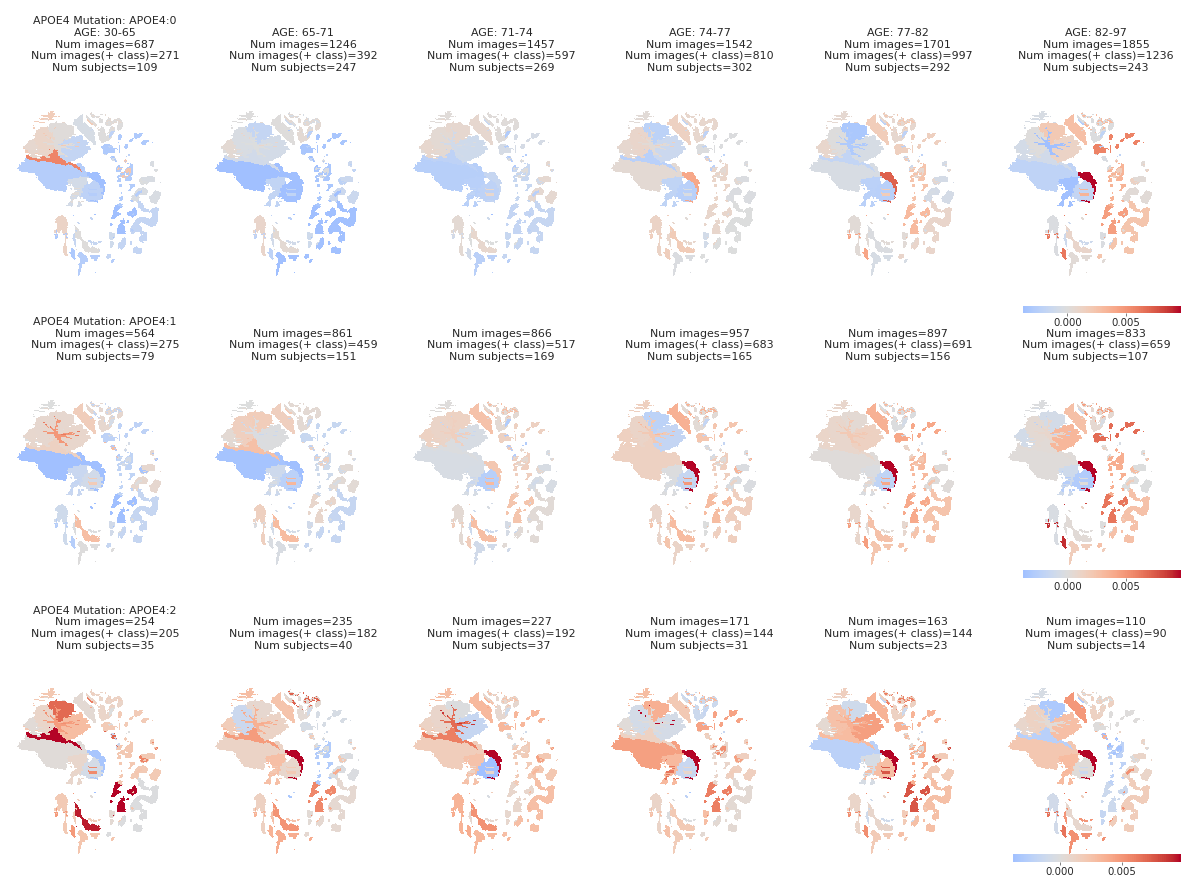 APOE4 Mutation: APOE4:0
AGE: 30-65
Num images=687
Num images(+ class)=271
Num subjects=109
AGE: 65-71
Num images=1246
Num images(+ class)=392
Num subjects=247
AGE: 71-74
Num images=1457
Num images(+ class)=597
Num subjects=269
AGE: 74-77
Num images=1542
Num images(+ class)=810
Num subjects=302
AGE: 77-82
Num images=1701
Num images(+ class)=997
Num subjects=292
AGE: 82-97
Num images=1855
Num images(+ class)=1236
Num subjects=243
0.000 0.005
APOE4 Mutation: APOE4:1
Num images=564
Num images(+ class)=275
Num subjects=79
Num images=861
Num images(+ class)=459
Num subjects=151
Num images=866
Num images(+ class)=517
Num subjects=169
Num images=957
Num images(+ class)=683
Num subjects=165
Num images=897
Num images(+ class)=691
Num subjects=156
Num images=833
Num images(+ class)=659
Num subjects=107
0.000 0.005
APOE4 Mutation: APOE4:2
Num images=254
Num images(+ class)=205
Num subjects=35
Num images=235
Num images(+ class)=182
Num subjects=40
Num images=227
Num images(+ class)=192
Num subjects=37
Num images=171
Num images(+ class)=144
Num subjects=31
Num images=163
Num images(+ class)=144
Num subjects=23
Num images=110
Num images(+ class)=90
Num subjects=14
0.000 0.005